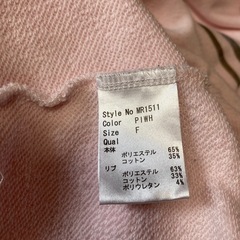 Style No MR1511
Color PIWH
Size F
Qual
本体 ポリエステル 65%
コットン 35%
リブ ポリエステル 63%
コットン 33%
ポリウレタン 4%